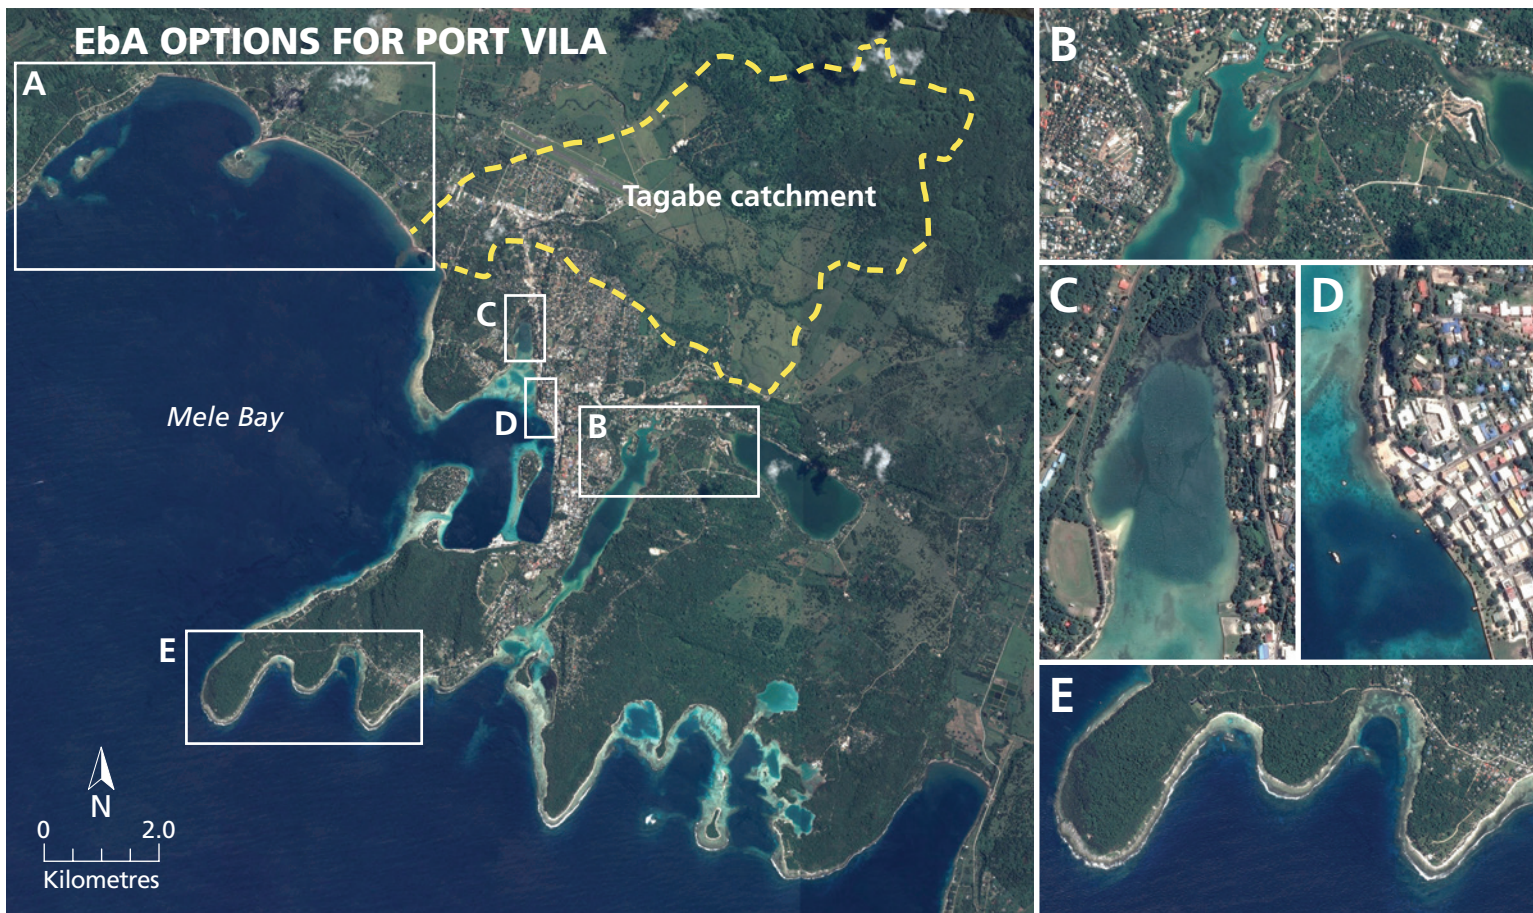 EbA OPTIONS FOR PORT VILA
A
Tagabe catchment
C
Mele Bay
D
B
E
N
0 2.0
Kilometres
B
C
D
E